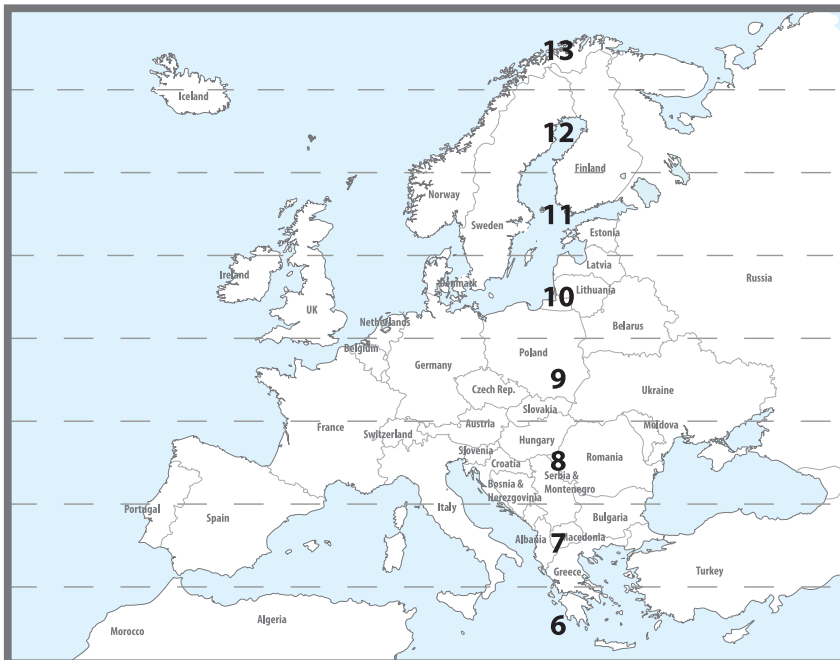 13
Iceland
12
Finland
Norway
11
Sweden
Estonia
Latvia
Ireland
Russia
Denmark
Lithuania
10
UK
Netherlands
Belarus
Belgium
Poland
Germany
9
Czech Rep.
Ukraine
Slovakia
Austria
Moldova
France
Switzerland
Hungary
Slovenia
Romania
8
Croatia
Serbia &
Montenegro
Bosnia &
Herezgovinia
Portugal
Italy
Spain
Bulgaria
Albania
Macedonia
7
Greece
Turkey
Algeria
6
Morocco